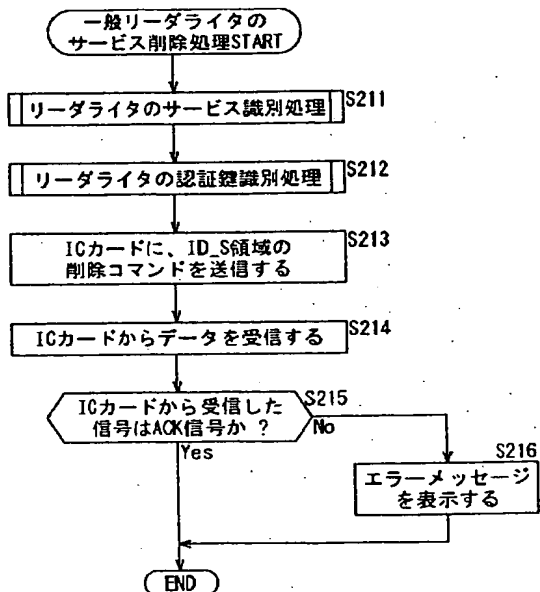 一般リーダライタの
サービス削除処理START
リーダライタのサービス識別処理
S211
リーダライタの認証鍵識別処理
S212
ICカードに、ID_S領域の
削除コマンドを送信する
S213
ICカードからデータを受信する
S214
ICカードから受信した
信号はACK信号か ?
S215
No
Yes
S216
エラーメッセージ
を表示する
END